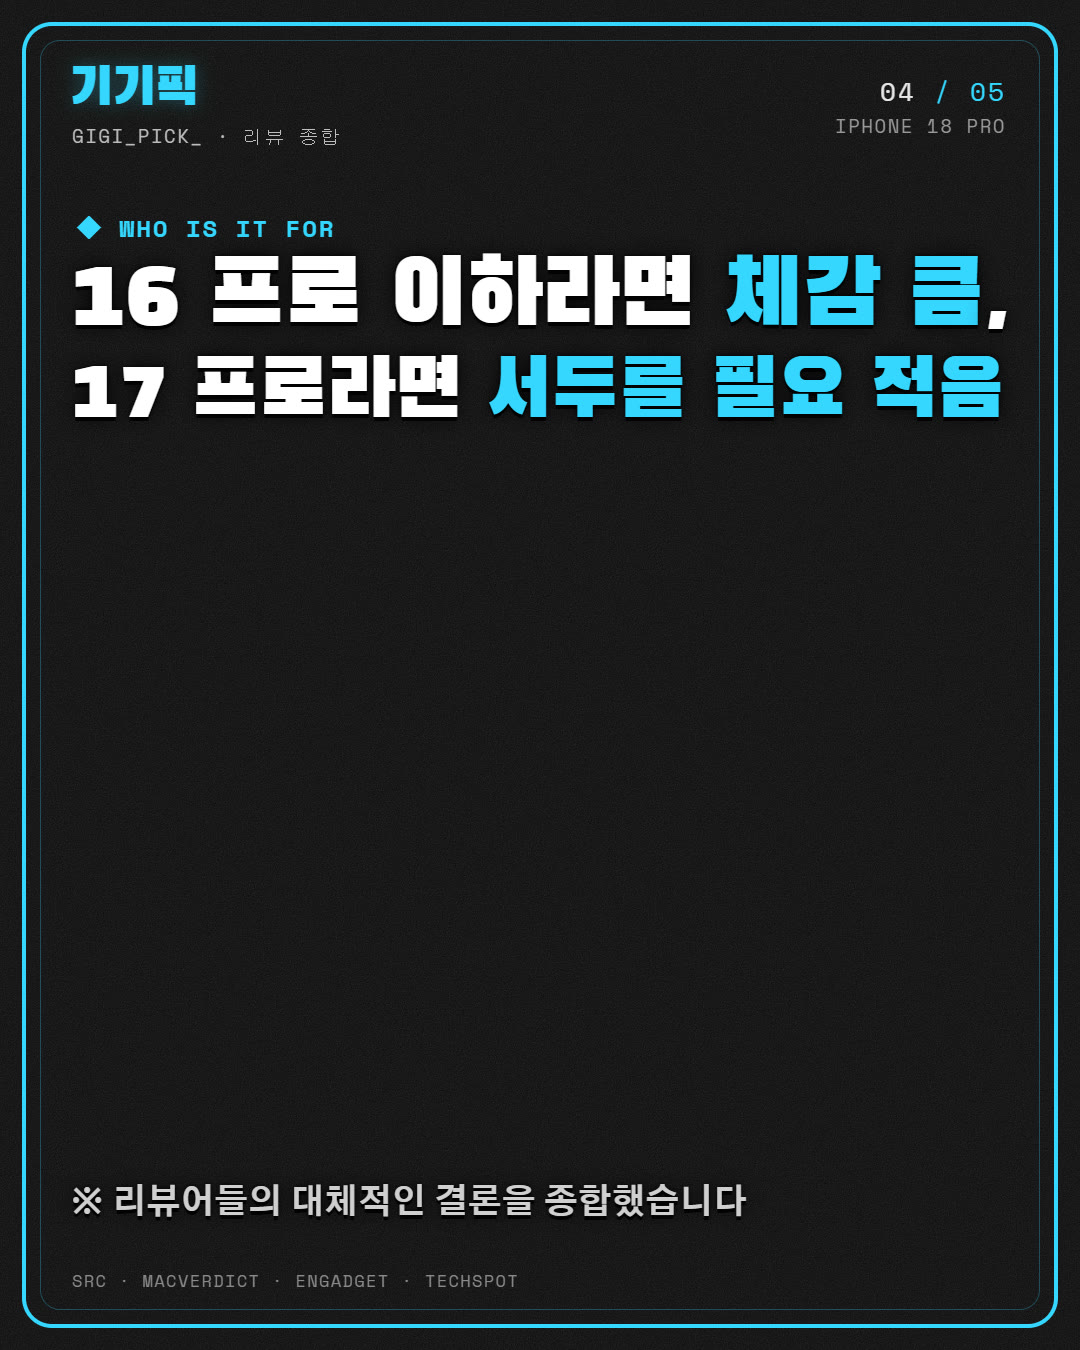 기기픽
GIGI_PICK_ · 리뷰 종합
04 / 05
IPHONE 18 PRO
◆ WHO IS IT FOR
16 프로 이하라면 체감 큼,
17 프로라면 서두를 필요 적음
※ 리뷰어들의 대체적인 결론을 종합했습니다
SRC · MACVERDICT · ENGADGET · TECHSPOT